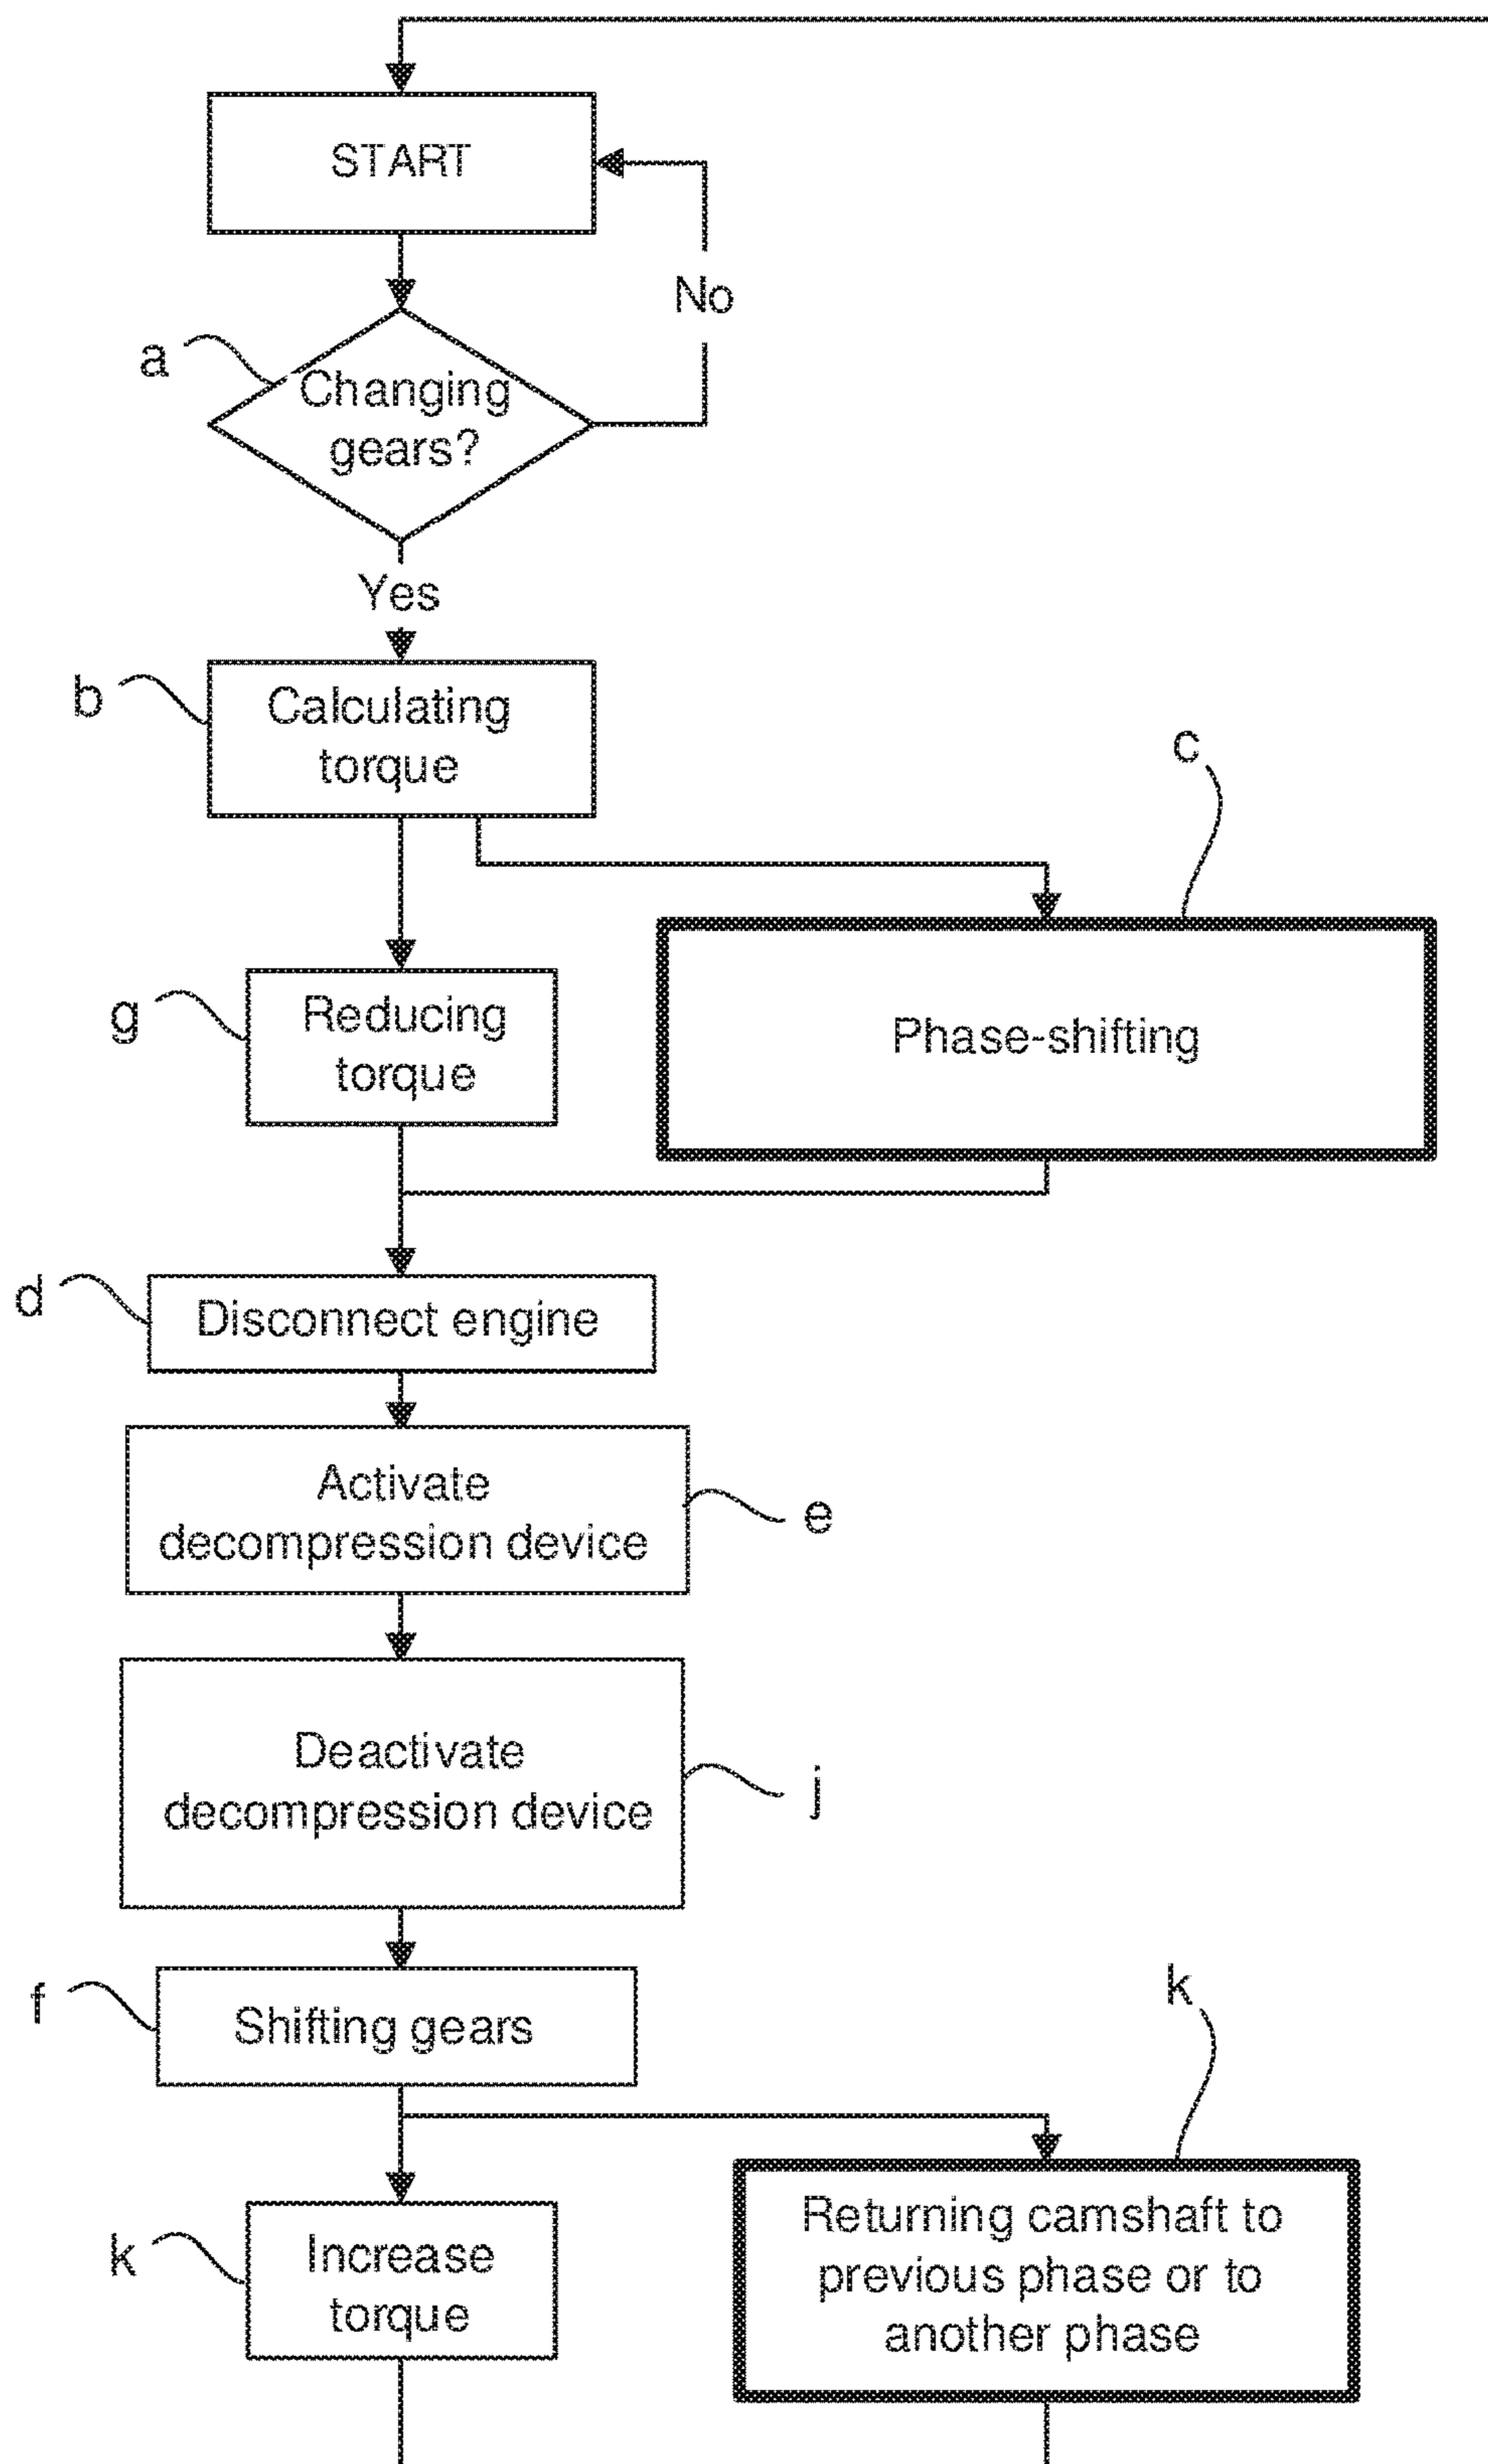 START
No
a
Changing
gears?
Yes
b
Calculating
torque
c
g
Reducing
torque
Phase-shifting
d
Disconnect engine
Activate
decompression device
e
Deactivate
decompression device
j
f
Shifting gears
k
k
Increase
torque
Returning camshaft to
previous phase or to
another phase